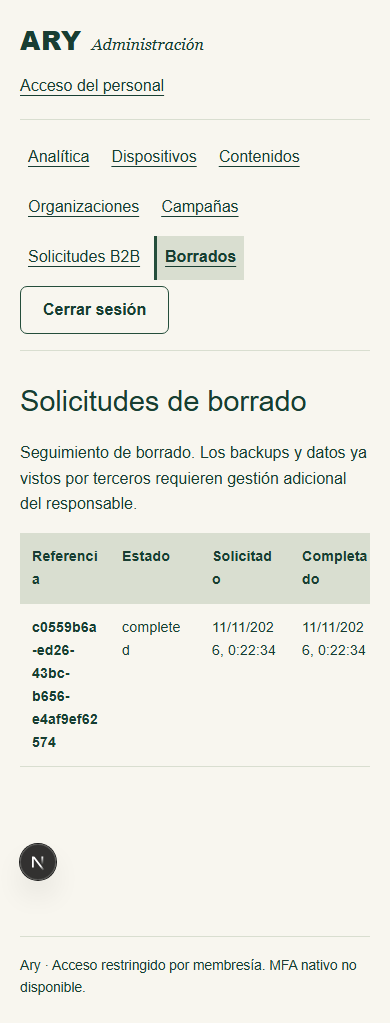 ARY Administración
Acceso del personal
Analítica Dispositivos Contenidos
Organizaciones Campañas
Solicitudes B2B Borrados
Cerrar sesión
Solicitudes de borrado
Seguimiento de borrado. Los backups y datos ya
vistos por terceros requieren gestión adicional
del responsable.
Referenci Estado Solicitad Completa
a o do
c0559b6a complete 11/11/202 11/11/202
-ed26- d 6, 0:22:34 6, 0:22:34
43bc-
b656-
e4af9ef62
574
N
Ary · Acceso restringido por membresía. MFA nativo no
disponible.